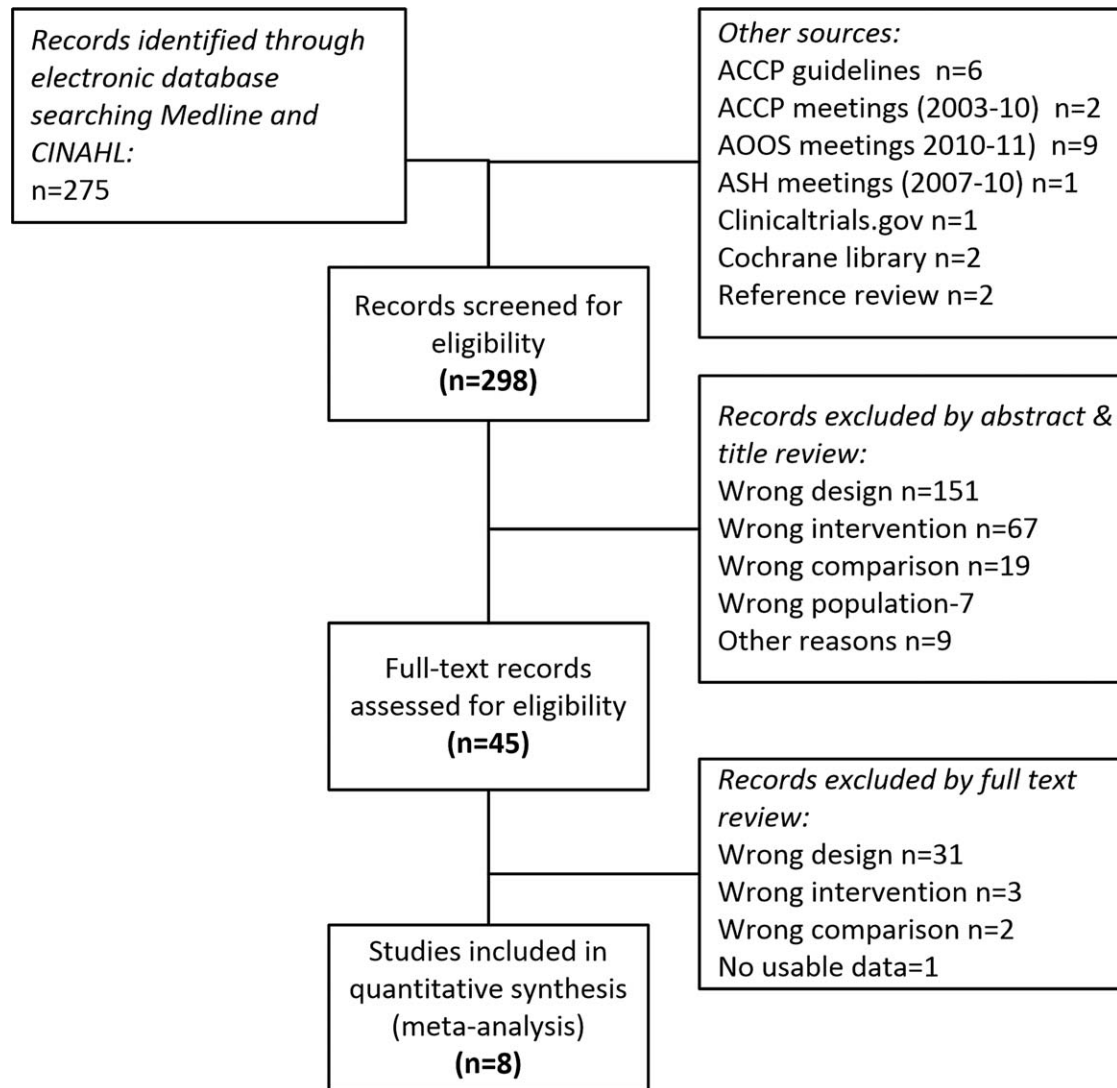 Records identified through
electronic database
searching Medline and
CINAHL:
n=275
Other sources:
ACCP guidelines  n=6
ACCP meetings (2003-10)  n=2
AOOS meetings 2010-11)  n=9
ASH meetings (2007-10) n=1
Clinicaltrials.gov n=1
Cochrane library n=2
Reference review n=2
Records screened for
eligibility
(n=298)
Records excluded by abstract &
title review:
Wrong design n=151
Wrong intervention n=67
Wrong comparison n=19
Wrong population-7
Other reasons n=9
Full-text records
assessed for eligibility
(n=45)
Records excluded by full text
review:
Wrong design n=31
Wrong intervention n=3
Wrong comparison n=2
No usable data=1
Studies included in
quantitative synthesis
(meta-analysis)
(n=8)